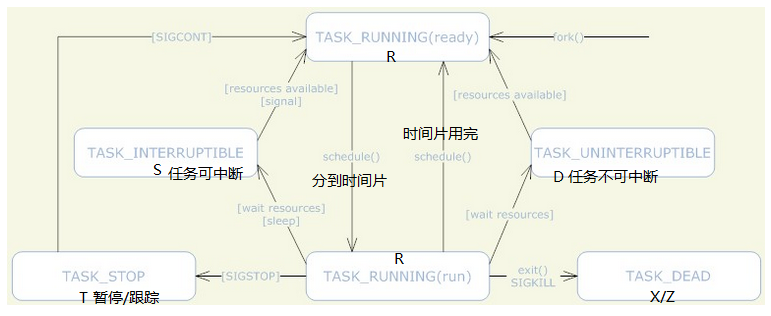 [SIGCONT]
TASK_RUNNING(ready)
R
fork()
[resources available]
[signal]
[resources available]
时间片用完
TASK_INTERRUPTIBLE
S 任务可中断
schedule()
schedule()
分到时间片
TASK_UNINTERRUPTIBLE
D 任务不可中断
[wait resources]
[sleep]
[wait resources]
TASK_STOP
T 暂停/跟踪
[SIGSTOP]
R
TASK_RUNNING(run)
exit()
SIGKILL
TASK_DEAD
X/Z